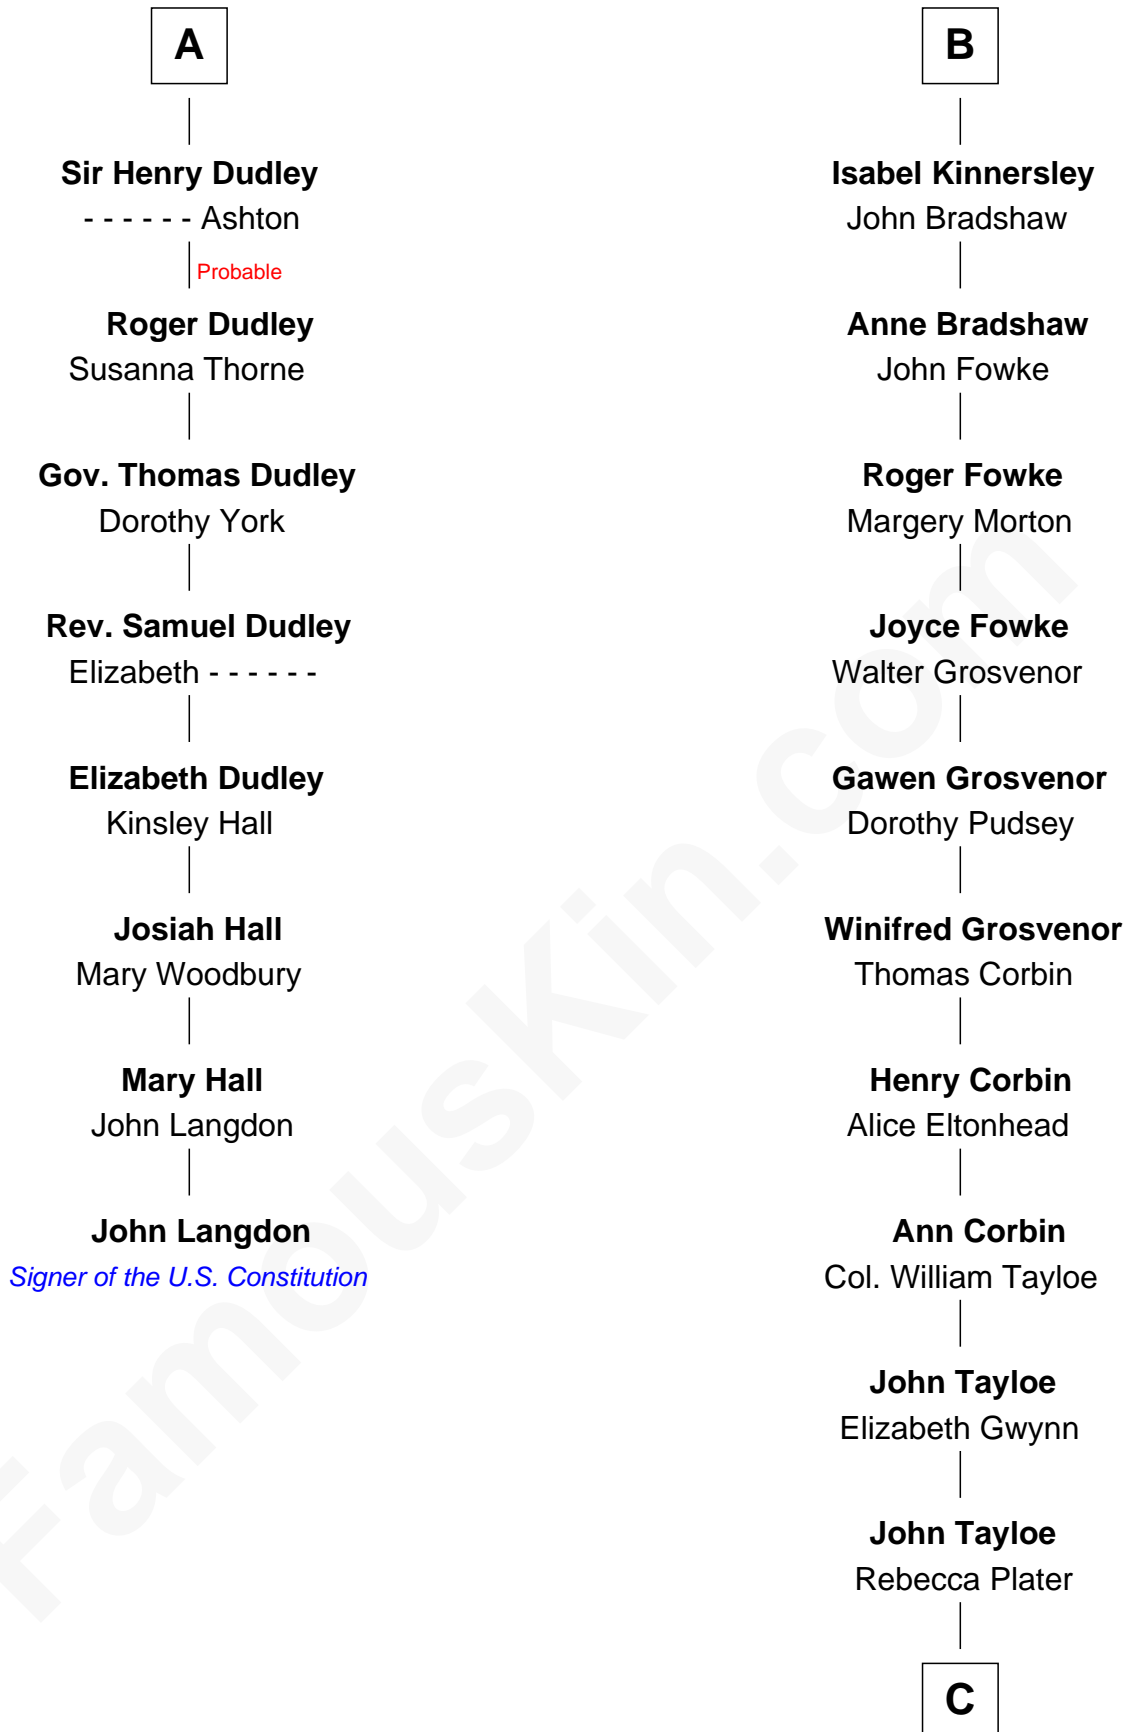 A
Sir Henry Dudley
- - - - - - Ashton
Probable
Roger Dudley
Susanna Thorne
Gov. Thomas Dudley
Dorothy York
Rev. Samuel Dudley
Elizabeth - - - - - -
Elizabeth Dudley
Kinsley Hall
Josiah Hall
Mary Woodbury
Mary Hall
John Langdon
John Langdon
Signer of the U.S. Constitution
B
Isabel Kinnersley
John Bradshaw
Anne Bradshaw
John Fowke
Roger Fowke
Margery Morton
Joyce Fowke
Walter Grosvenor
Gawen Grosvenor
Dorothy Pudsey
Winifred Grosvenor
Thomas Corbin
Henry Corbin
Alice Eltonhead
Ann Corbin
Col. William Tayloe
John Tayloe
Elizabeth Gwynn
John Tayloe
Rebecca Plater
C
FamousKin.com